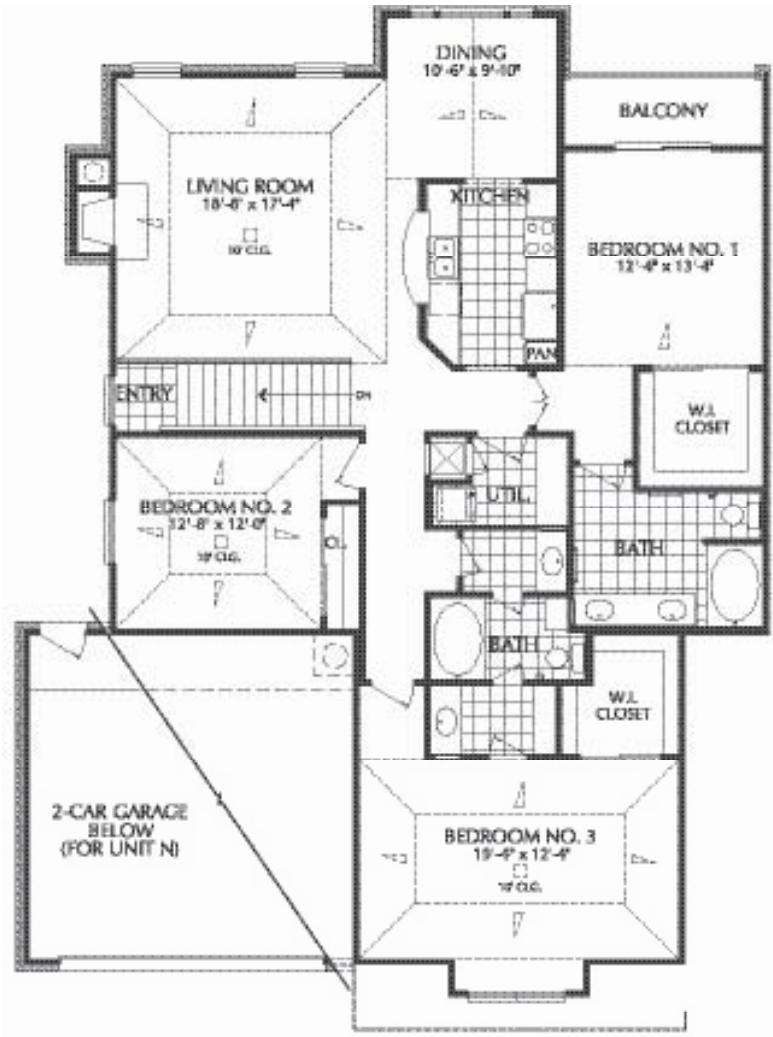 DINING
10'-6" x 9'-10"
BALCONY
LIVING ROOM
18'-8" x 17'-4"
10' CLG.
KITCHEN
BEDROOM NO. 1
12'-4" x 13'-4"
PAN
ENTRY
DN
W.I.
CLOSET
BEDROOM NO. 2
12'-8" x 12'-0"
10' CLG.
CL.
UTIL.
BATH
BATH
W.I.
CLOSET
2-CAR GARAGE
BELOW
(FOR UNIT N)
BEDROOM NO. 3
19'-4" x 12'-4"
10' CLG.